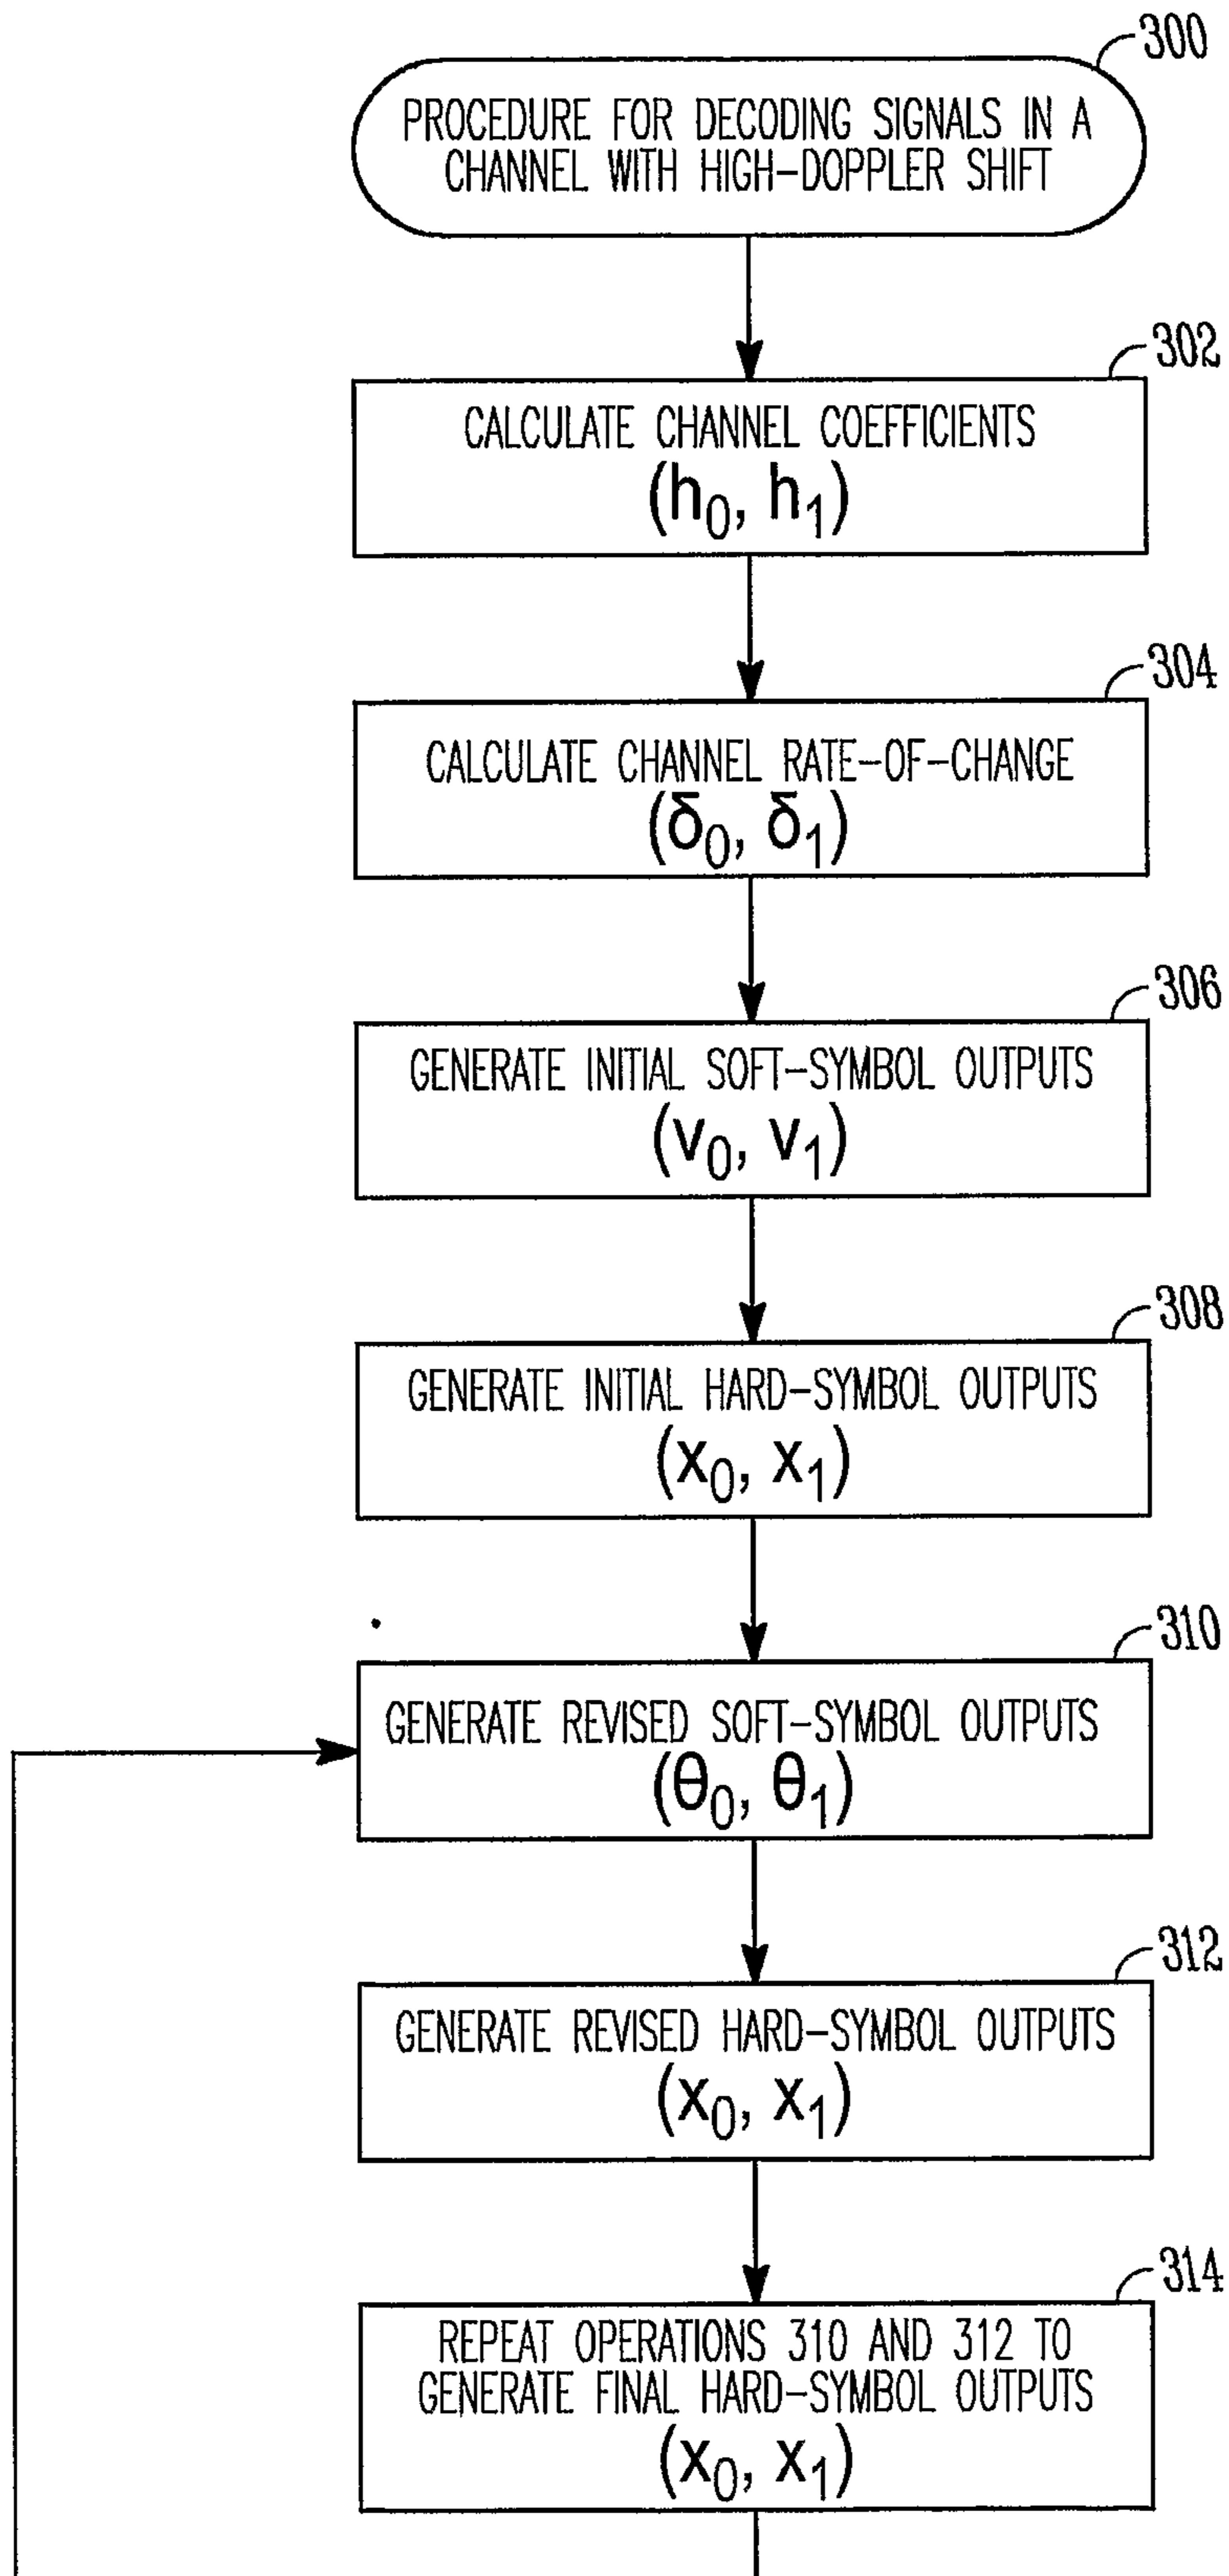 300
PROCEDURE FOR DECODING SIGNALS IN A
CHANNEL WITH HIGH-DOPPLER SHIFT
302
CALCULATE CHANNEL COEFFICIENTS
(h₀, h₁)
304
CALCULATE CHANNEL RATE-OF-CHANGE
(δ₀, δ₁)
306
GENERATE INITIAL SOFT-SYMBOL OUTPUTS
(v₀, v₁)
308
GENERATE INITIAL HARD-SYMBOL OUTPUTS
(x₀, x₁)
310
GENERATE REVISED SOFT-SYMBOL OUTPUTS
(θ₀, θ₁)
312
GENERATE REVISED HARD-SYMBOL OUTPUTS
(x₀, x₁)
314
REPEAT OPERATIONS 310 AND 312 TO
GENERATE FINAL HARD-SYMBOL OUTPUTS
(x₀, x₁)